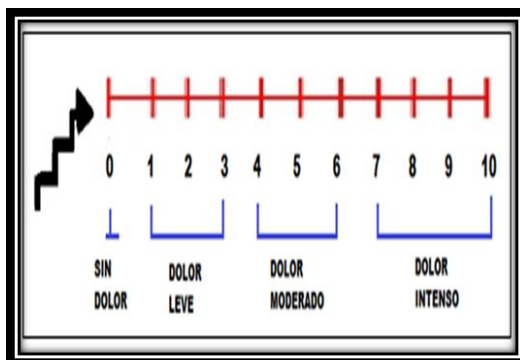 0 1 2 3 4 5 6 7 8 9 10
SIN DOLOR
DOLOR LEVE
DOLOR MODERADO
DOLOR INTENSO